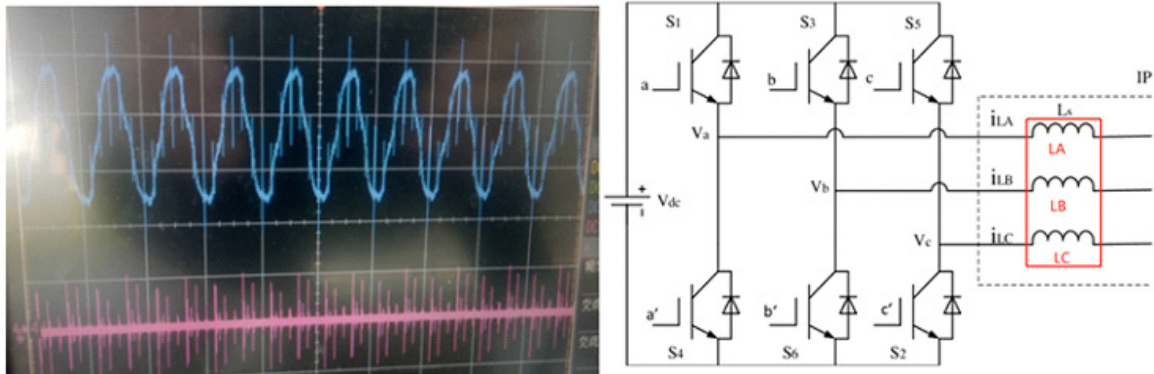 S1
S3
S5
a
b
c
IP
Va
iLA
Ls
LA
Vdc
+
Vb
iLB
LB
Vc
iLC
LC
a'
b'
c'
S4
S6
S2